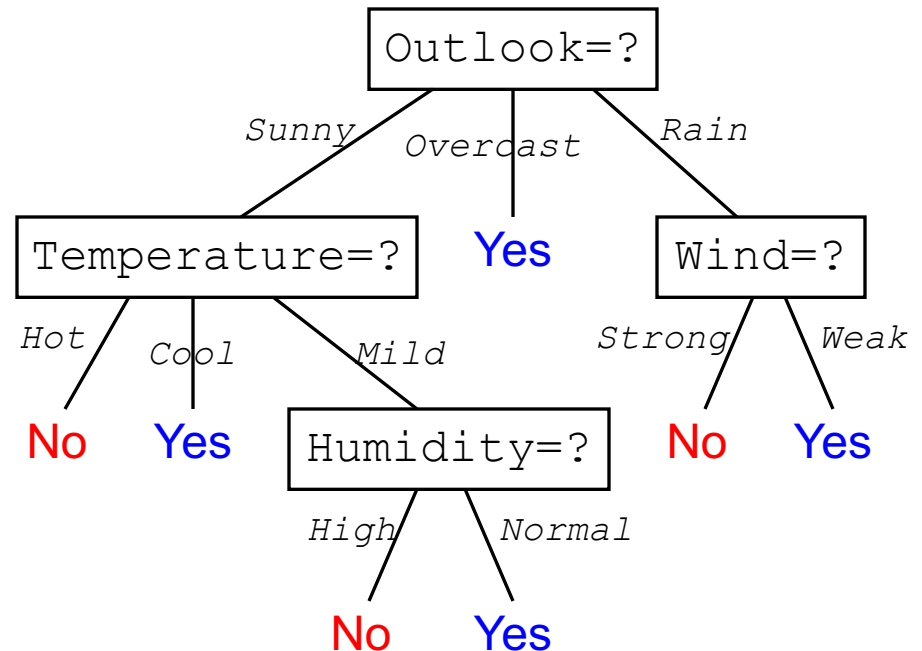 Outlook=?
Sunny
Overcast
Rain
Temperature=?
Yes
Wind=?
Hot
Cool
Mild
Strong
Weak
No
Yes
Humidity=?
No
Yes
High
Normal
No
Yes